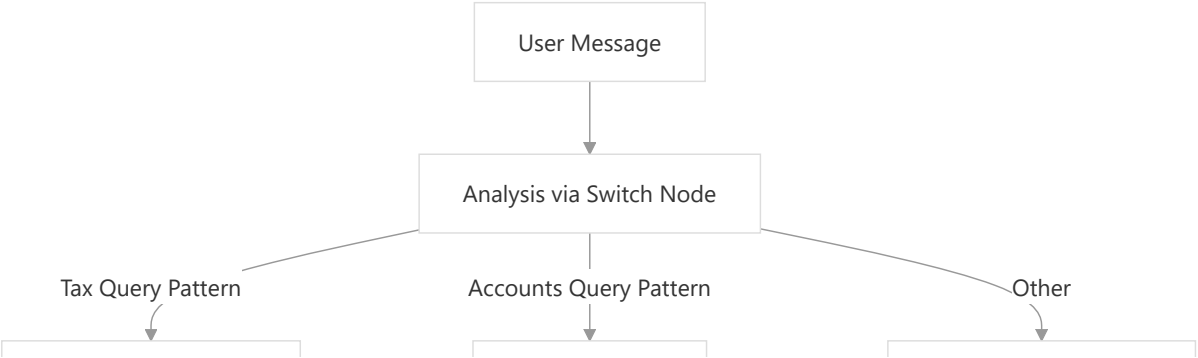 User Message
Analysis via Switch Node
Tax Query Pattern
Accounts Query Pattern
Other